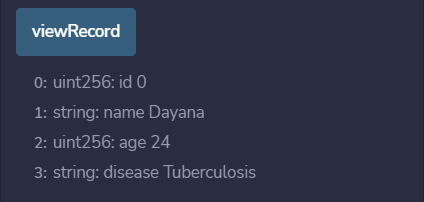 viewRecord
0: uint256: id 0
1: string: name Dayana
2: uint256: age 24
3: string: disease Tuberculosis